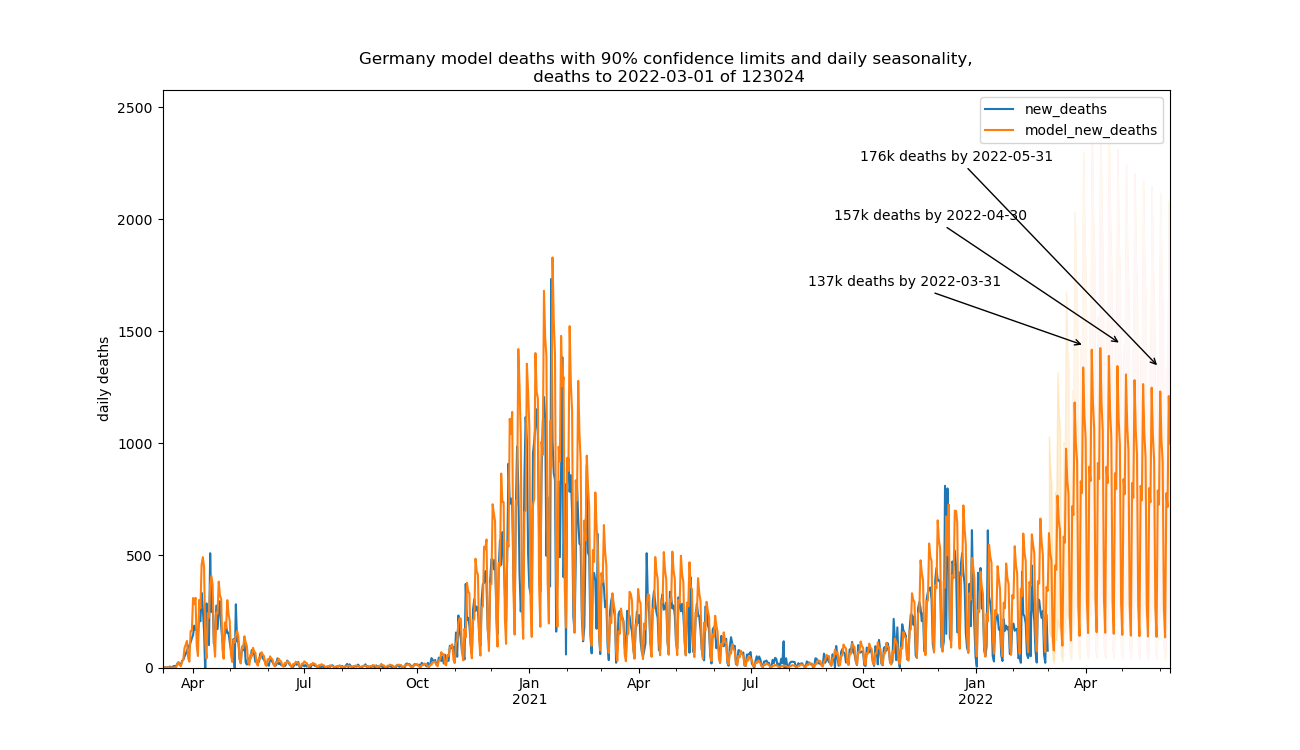 Germany model deaths with 90% confidence limits and daily seasonality,
deaths to 2022-03-01 of 123024
new_deaths
model_new_deaths
176k deaths by 2022-05-31
157k deaths by 2022-04-30
137k deaths by 2022-03-31
daily deaths
2500
2000
1500
1000
500
0
Apr
Jul
Oct
Jan
2021
Apr
Jul
Oct
Jan
2022
Apr